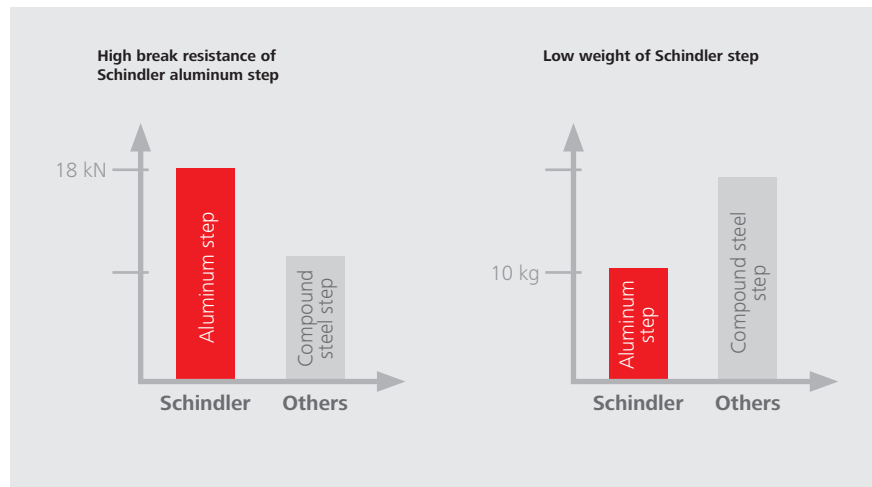 High break resistance of
Schindler aluminum step
18 kN
Aluminum step
Compound
steel step
Schindler
Others
Low weight of Schindler step
10 kg
Aluminum
step
Compound steel
step
Schindler
Others